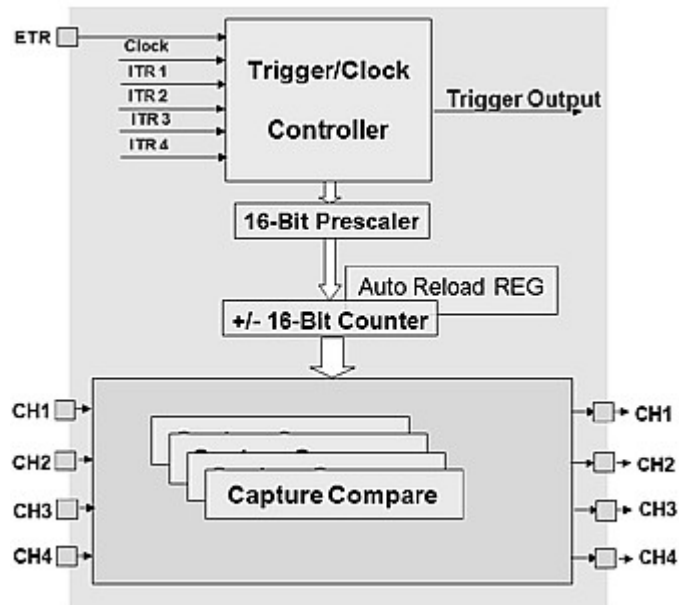 ETR
Clock
ITR 1
ITR 2
ITR 3
ITR 4
Trigger/Clock
Controller
Trigger Output
16-Bit Prescaler
Auto Reload REG
+/- 16-Bit Counter
CH1
CH2
CH3
CH4
Capture Compare
CH1
CH2
CH3
CH4